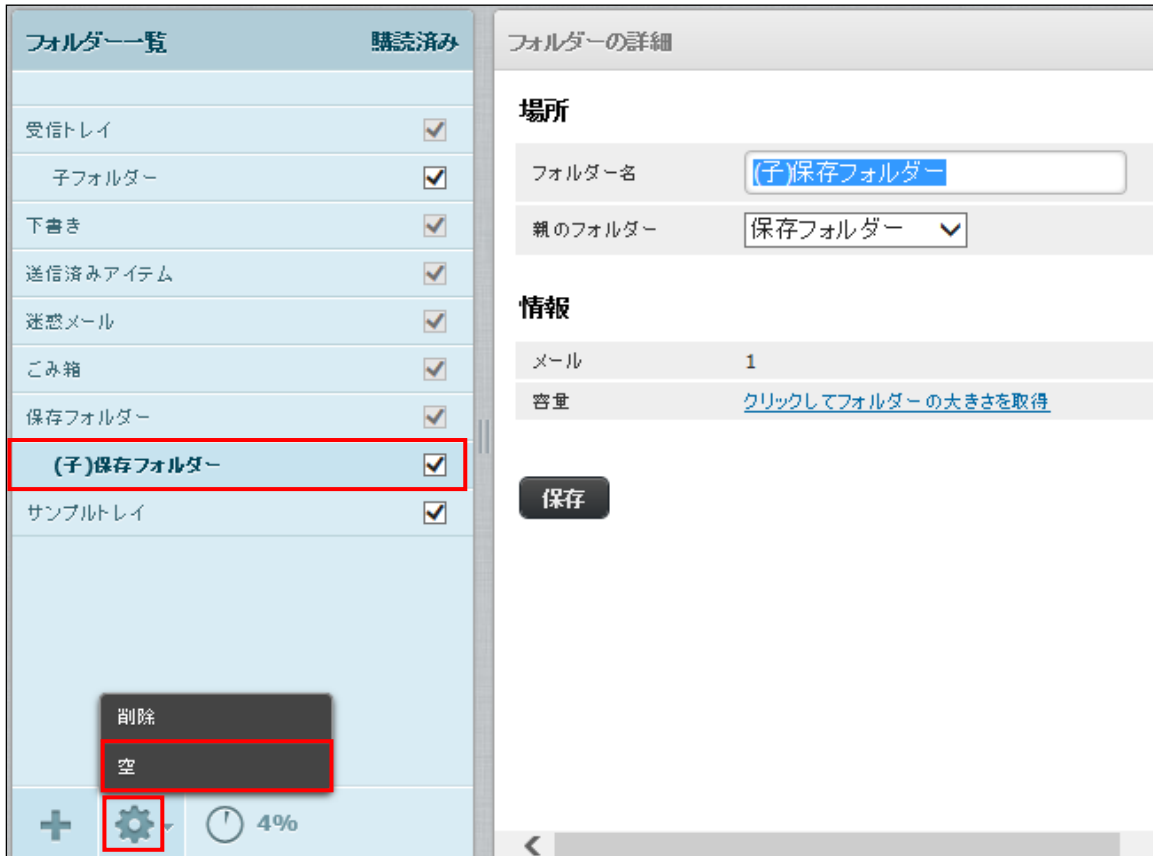 フォルダー一覧 購読済み
受信トレイ
子フォルダー
下書き
送信済みアイテム
迷惑メール
ごみ箱
保存フォルダー
(子)保存フォルダー
サンプルトレイ
削除
空
4%
フォルダーの詳細
場所
フォルダー名 (子)保存フォルダー
親のフォルダー 保存フォルダー
情報
メール 1
容量 クリックしてフォルダーの大きさを取得
保存